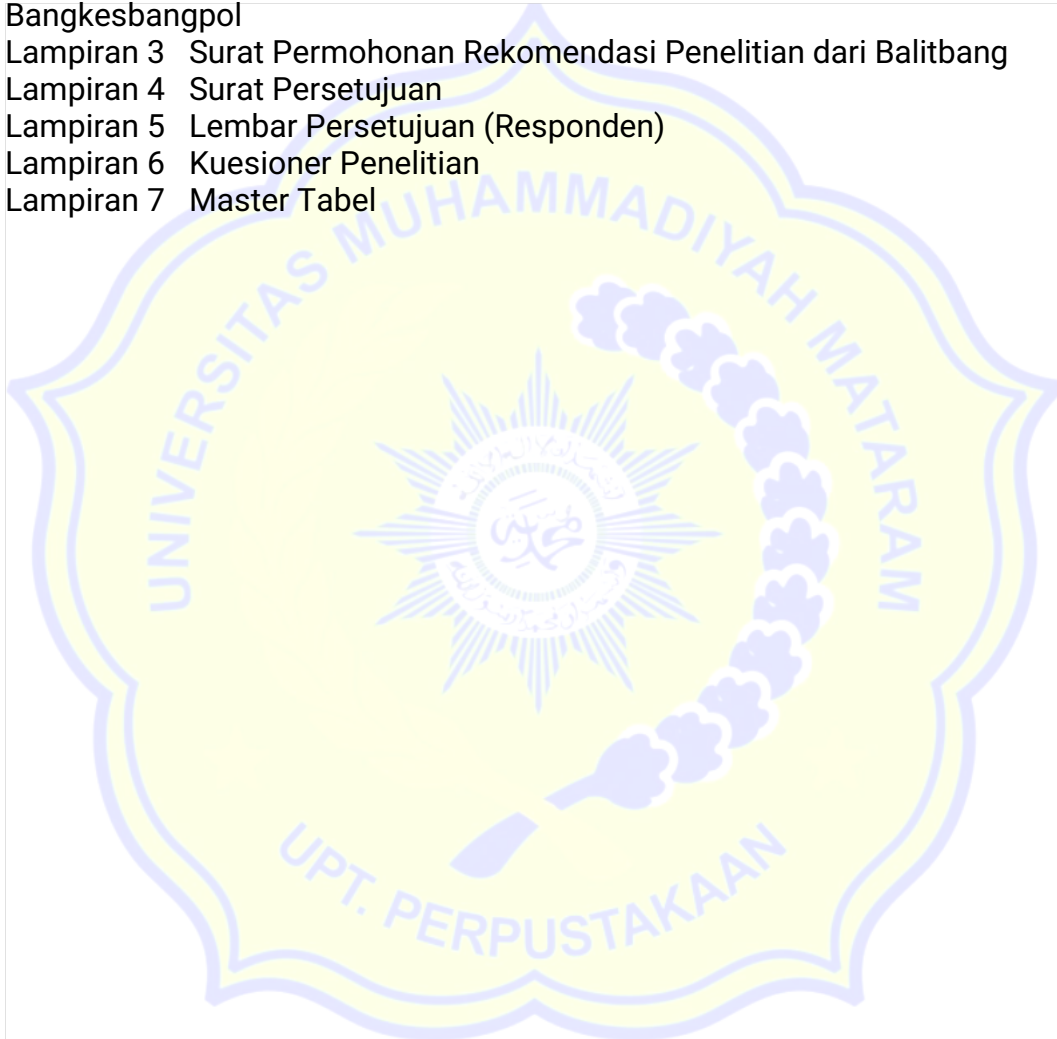 Bangkesbangpol
Lampiran 3 Surat Permohonan Rekomendasi Penelitian dari Balitbang
Lampiran 4 Surat Persetujuan
Lampiran 5 Lembar Persetujuan (Responden)
Lampiran 6 Kuesioner Penelitian
Lampiran 7 Master Tabel
UNIVERSITAS MUHAMMADIYAH MATARAM
UPT. PERPUSTAKAAN